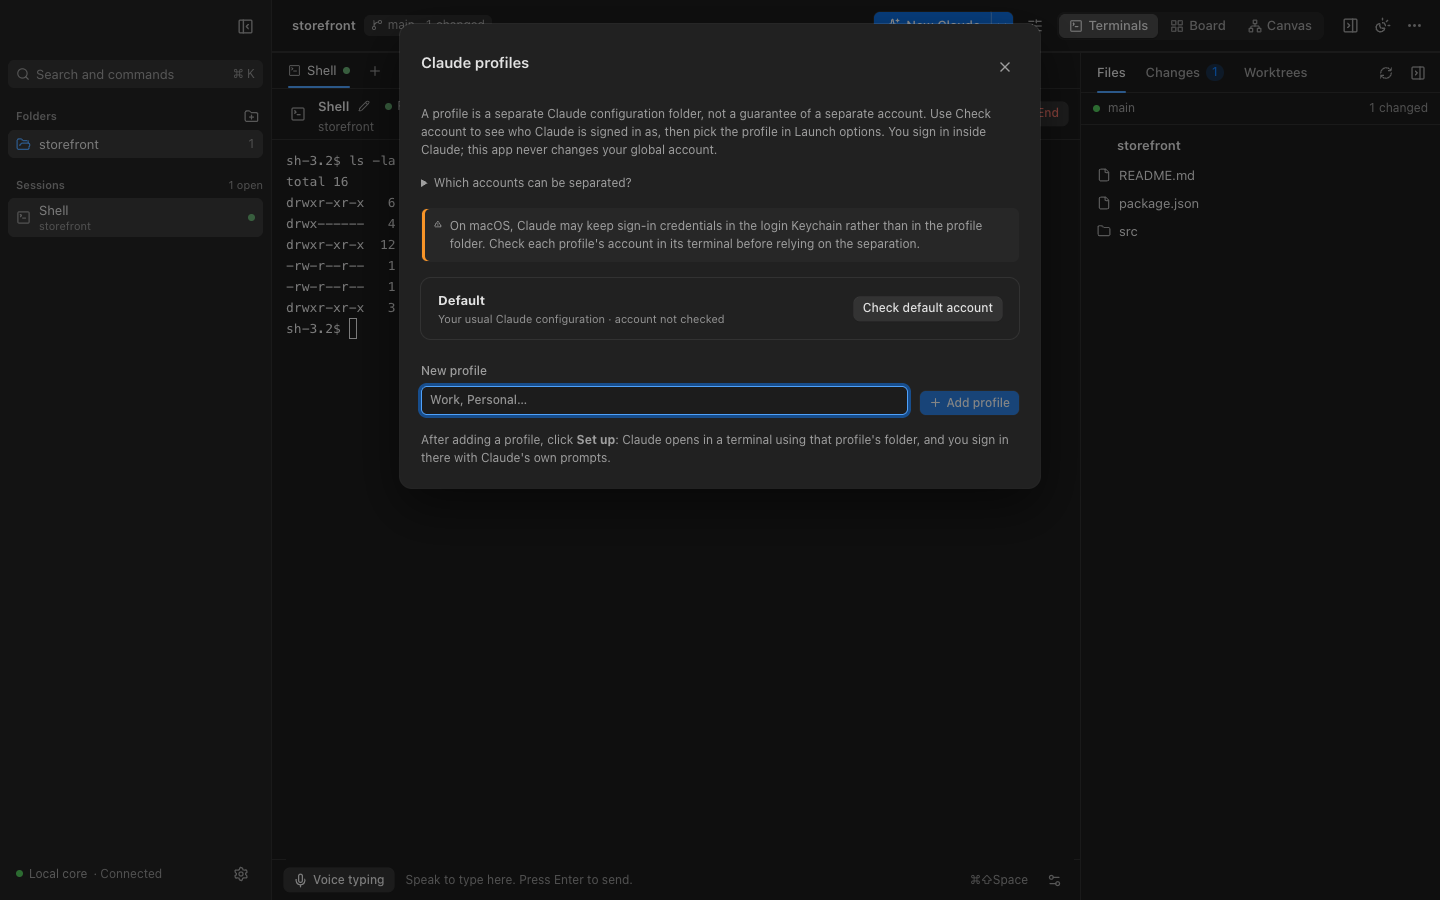 storefront
main · 1 changed
New Claude
Terminals
Board
Canvas
Search and commands
⌘ K
Folders
storefront
1
Sessions
1 open
Shell
storefront
Shell
Shell
storefront
End
sh-3.2$ ls -la
total 16
drwxr-xr-x 6
drwx------ 4
drwxr-xr-x 12
-rw-r--r-- 1
-rw-r--r-- 1
drwxr-xr-x 3
sh-3.2$
Claude profiles
A profile is a separate Claude configuration folder, not a guarantee of a separate account. Use Check
account to see who Claude is signed in as, then pick the profile in Launch options. You sign in inside
Claude; this app never changes your global account.
Which accounts can be separated?
On macOS, Claude may keep sign-in credentials in the login Keychain rather than in the profile
folder. Check each profile's account in its terminal before relying on the separation.
Default
Your usual Claude configuration · account not checked
Check default account
New profile
Work, Personal...
Add profile
After adding a profile, click Set up: Claude opens in a terminal using that profile's folder, and you sign in
there with Claude's own prompts.
Files
Changes 1
Worktrees
main
1 changed
storefront
README.md
package.json
src
Local core · Connected
Voice typing
Speak to type here. Press Enter to send.
⌘⇧Space